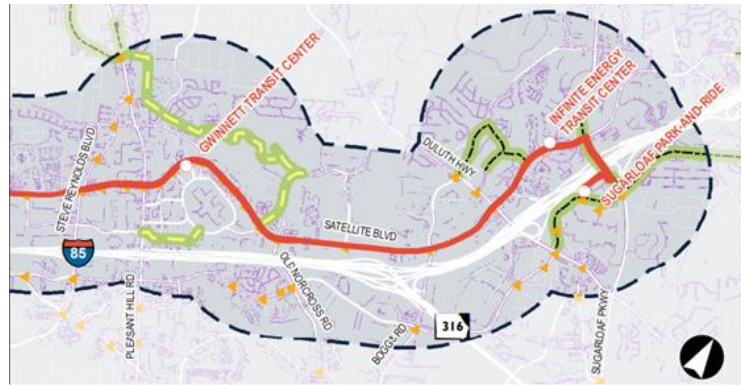 GWINNETT TRANSIT CENTER
INFINITE ENERGY
TRANSIT CENTER
SUGARLOAF PARK-AND-RIDE
STEVE REYNOLDS BLVD
DULUTH HWY
SATELLITE BLVD
85
PLEASANT HILL RD
OLD NORCROSS RD
BOGGS RD
316
SUGARLOAF PKWY